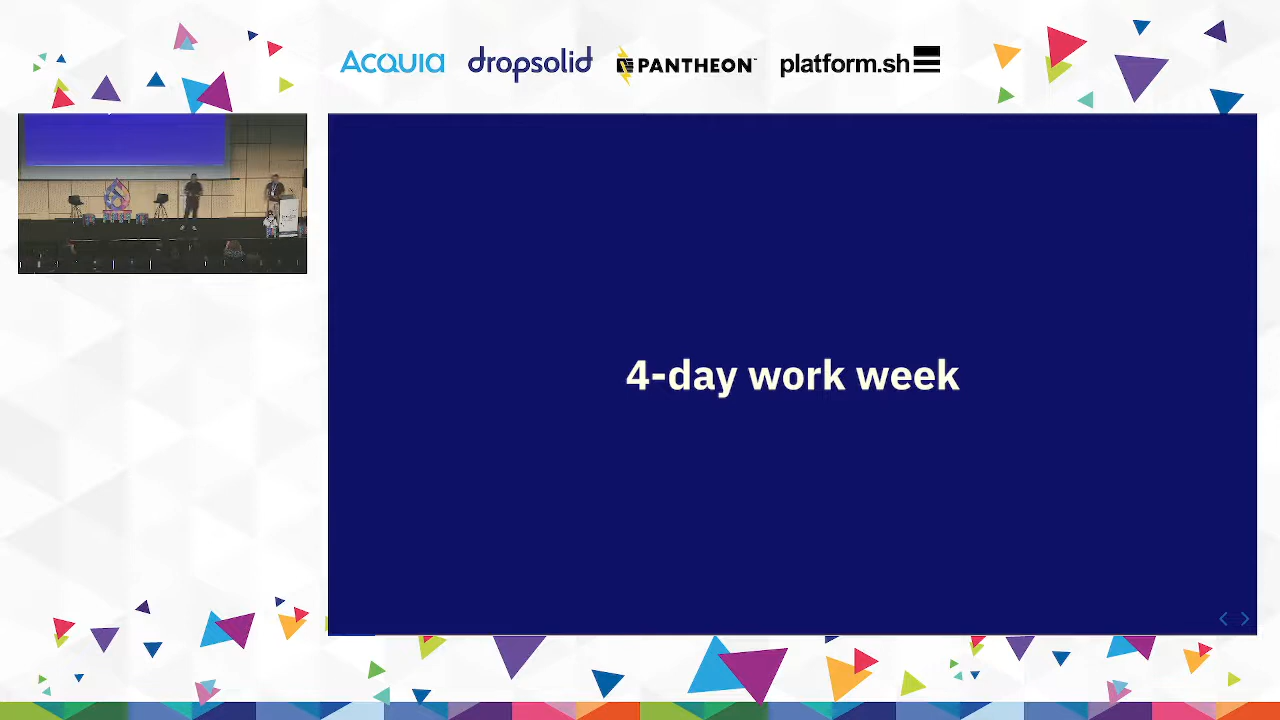 ACQUIA
dropsolid
PANTHEON
platform.sh
4-day work week